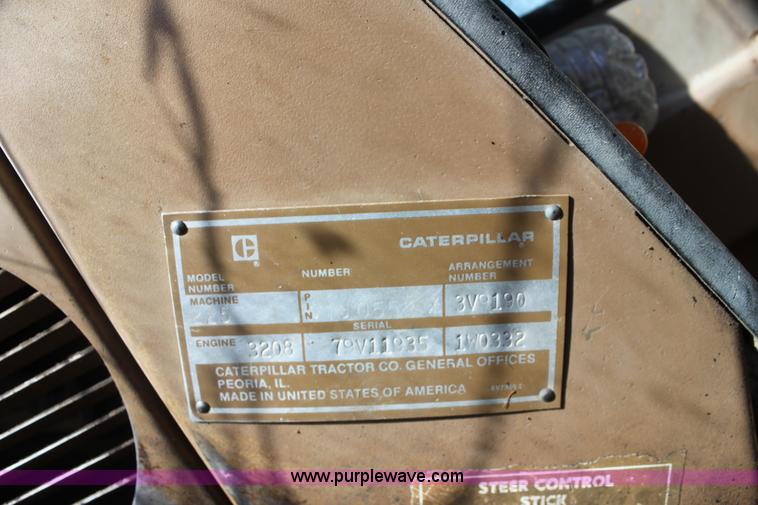 C
CATERPILLAR
MODEL NUMBER
NUMBER
ARRANGEMENT NUMBER
MACHINE
PIN
3V9190
SERIAL
ENGINE 3208 79V11935 1W0332
CATERPILLAR TRACTOR CO. GENERAL OFFICES
PEORIA, IL.
MADE IN UNITED STATES OF AMERICA
www.purplewave.com
STEER CONTROL
STICK